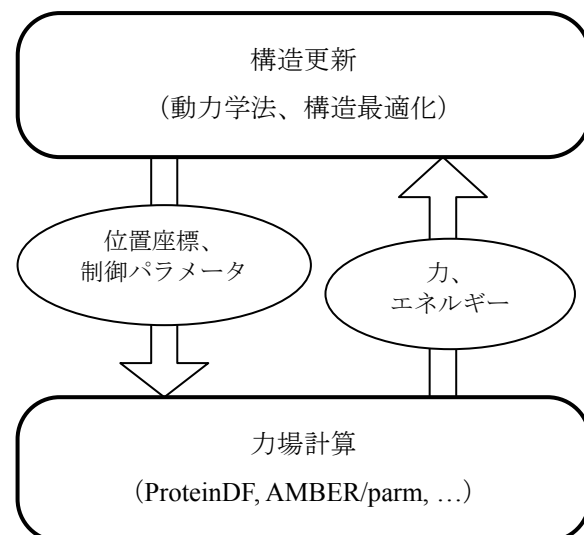 構造更新
(動力学法、構造最適化)
位置座標、
制御パラメータ
力、
エネルギー
力場計算
(ProteinDF, AMBER/parm, …)